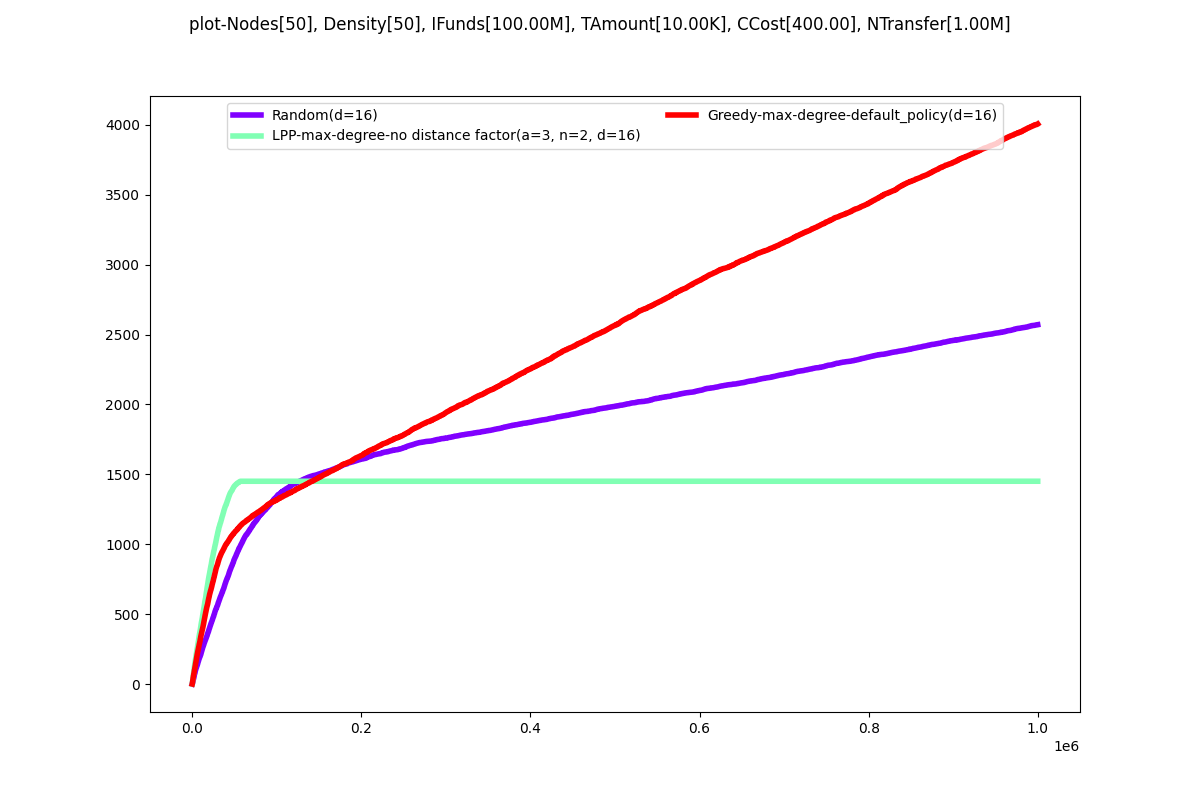 plot-Nodes[50], Density[50], IFunds[100.00M], TAmount[10.00K], CCost[400.00], NTransfer[1.00M]
Random(d=16)
LPP-max-degree-no distance factor(a=3, n=2, d=16)
Greedy-max-degree-default_policy(d=16)
4000
3500
3000
2500
2000
1500
1000
500
0
0.0 0.2 0.4 0.6 0.8 1.0
1e6